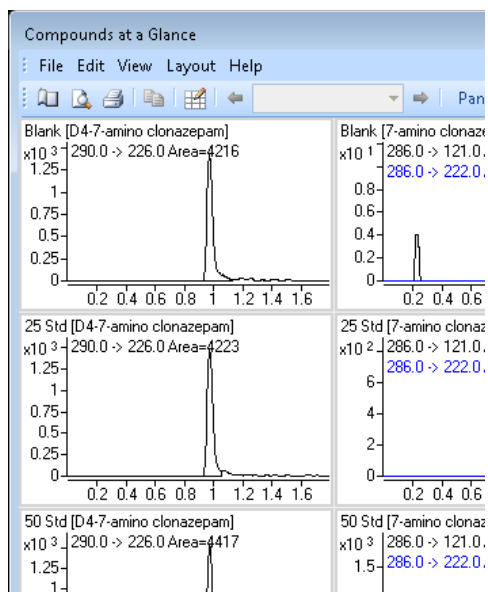 Compounds at a Glance
File Edit View Layout Help
Pan
Blank [D4-7-amino clonazepam]
x10 3
290.0 -> 226.0 Area=4216
1.25
1
0.75
0.5
0.25
0
0.2 0.4 0.6 0.8 1 1.2 1.4 1.6
Blank [7-amino clonaze
x10 1
286.0 -> 121.0
286.0 -> 222.0
0.8
0.6
0.4
0.2
0
0.2 0.4 0.6
25 Std [D4-7-amino clonazepam]
x10 3
290.0 -> 226.0 Area=4223
1.25
1
0.75
0.5
0.25
0
0.2 0.4 0.6 0.8 1 1.2 1.4 1.6
25 Std [7-amino clonaz
x10 2
286.0 -> 121.0
286.0 -> 222.0
6
4
2
0
0.2 0.4 0.6
50 Std [D4-7-amino clonazepam]
x10 3
290.0 -> 226.0 Area=4417
1.25
1
50 Std [7-amino clonaz
x10 3
286.0 -> 121.0
286.0 -> 222.0
1.5